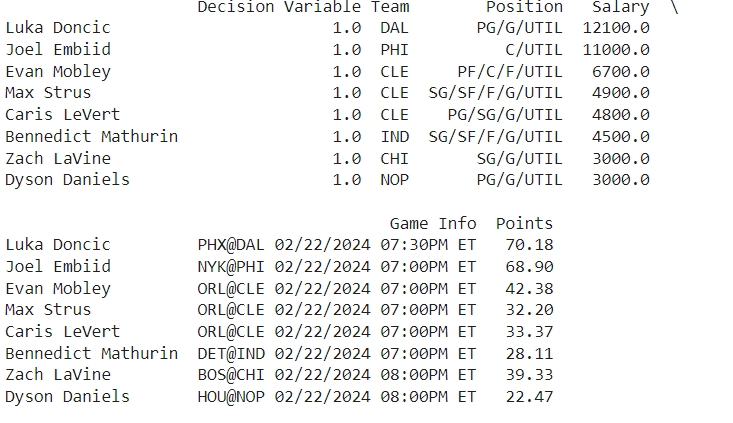 Decision Variable Team Position Salary \
Luka Doncic 1.0 DAL PG/G/UTIL 12100.0
Joel Embiid 1.0 PHI C/UTIL 11000.0
Evan Mobley 1.0 CLE PF/C/F/UTIL 6700.0
Max Strus 1.0 CLE SG/SF/F/G/UTIL 4900.0
Caris LeVert 1.0 CLE PG/SG/G/UTIL 4800.0
Bennedict Mathurin 1.0 IND SG/SF/F/G/UTIL 4500.0
Zach LaVine 1.0 CHI SG/G/UTIL 3000.0
Dyson Daniels 1.0 NOP PG/G/UTIL 3000.0
Game Info Points
Luka Doncic PHX@DAL 02/22/2024 07:30PM ET 70.18
Joel Embiid NYK@PHI 02/22/2024 07:00PM ET 68.90
Evan Mobley ORL@CLE 02/22/2024 07:00PM ET 42.38
Max Strus ORL@CLE 02/22/2024 07:00PM ET 32.20
Caris LeVert ORL@CLE 02/22/2024 07:00PM ET 33.37
Bennedict Mathurin DET@IND 02/22/2024 07:00PM ET 28.11
Zach LaVine BOS@CHI 02/22/2024 08:00PM ET 39.33
Dyson Daniels HOU@NOP 02/22/2024 08:00PM ET 22.47